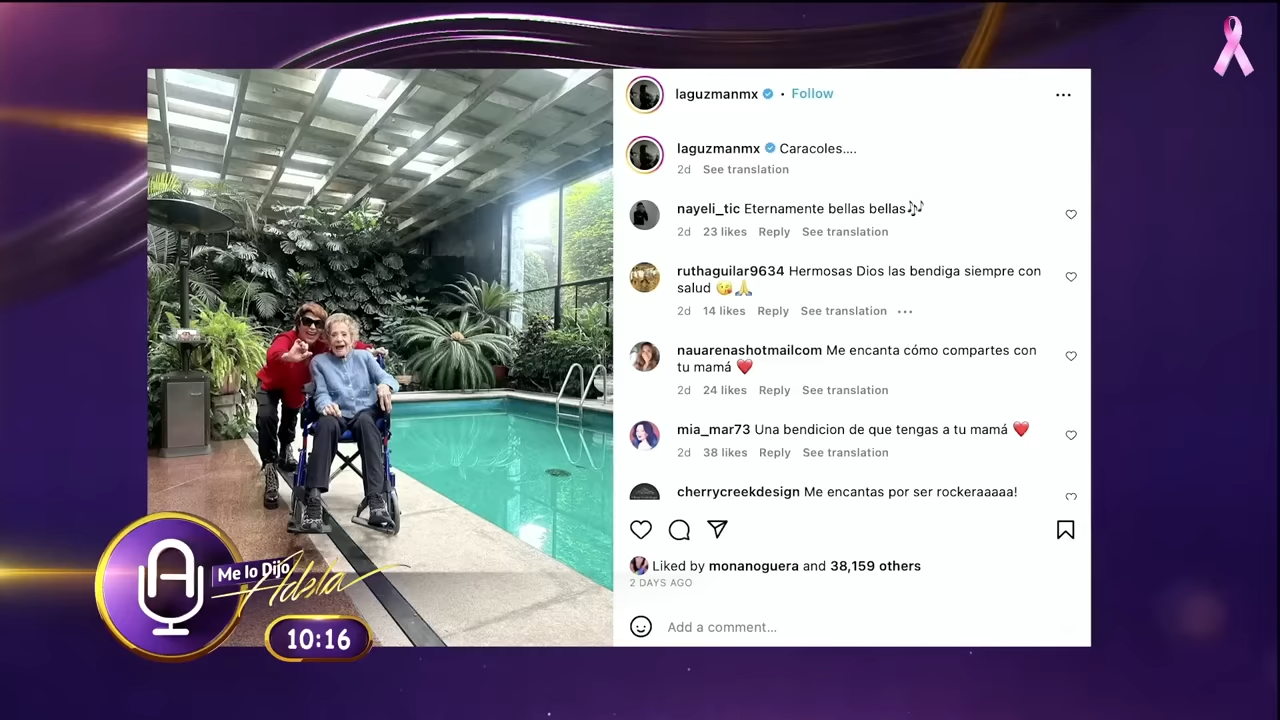 laguzmanmx • Follow
laguzmanmx Caracoles....
2d See translation
nayeli_tic Eternamente bellas bellas🎶
2d 23 likes Reply See translation
ruthaguilar9634 Hermosas Dios las bendiga siempre con
salud 😘🙏
2d 14 likes Reply See translation
nauarenashotmailcom Me encanta cómo compartes con
tu mamá ❤️
2d 24 likes Reply See translation
mia_mar73 Una bendicion de que tengas a tu mamá ❤️
2d 38 likes Reply See translation
cherrycreekdesign Me encantas por ser rockeraaaaa!
Liked by monanoguera and 38,159 others
2 DAYS AGO
Add a comment...
Me lo Dijo
Adela
10:16